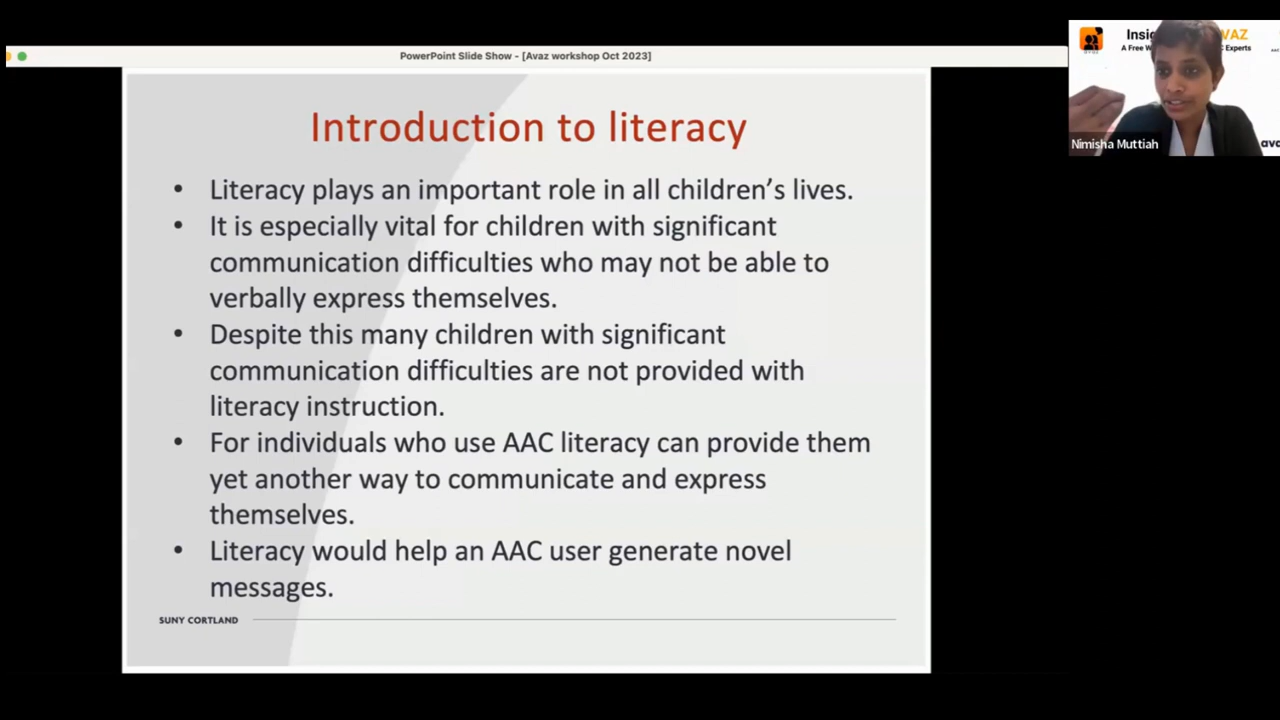 PowerPoint Slide Show - [Avaz workshop Oct 2023]
Introduction to literacy
• Literacy plays an important role in all children’s lives.
• It is especially vital for children with significant
communication difficulties who may not be able to
verbally express themselves.
• Despite this many children with significant
communication difficulties are not provided with
literacy instruction.
• For individuals who use AAC literacy can provide them
yet another way to communicate and express
themselves.
• Literacy would help an AAC user generate novel
messages.
SUNY CORTLAND
A Free
Experts
Nimisha Muttiah